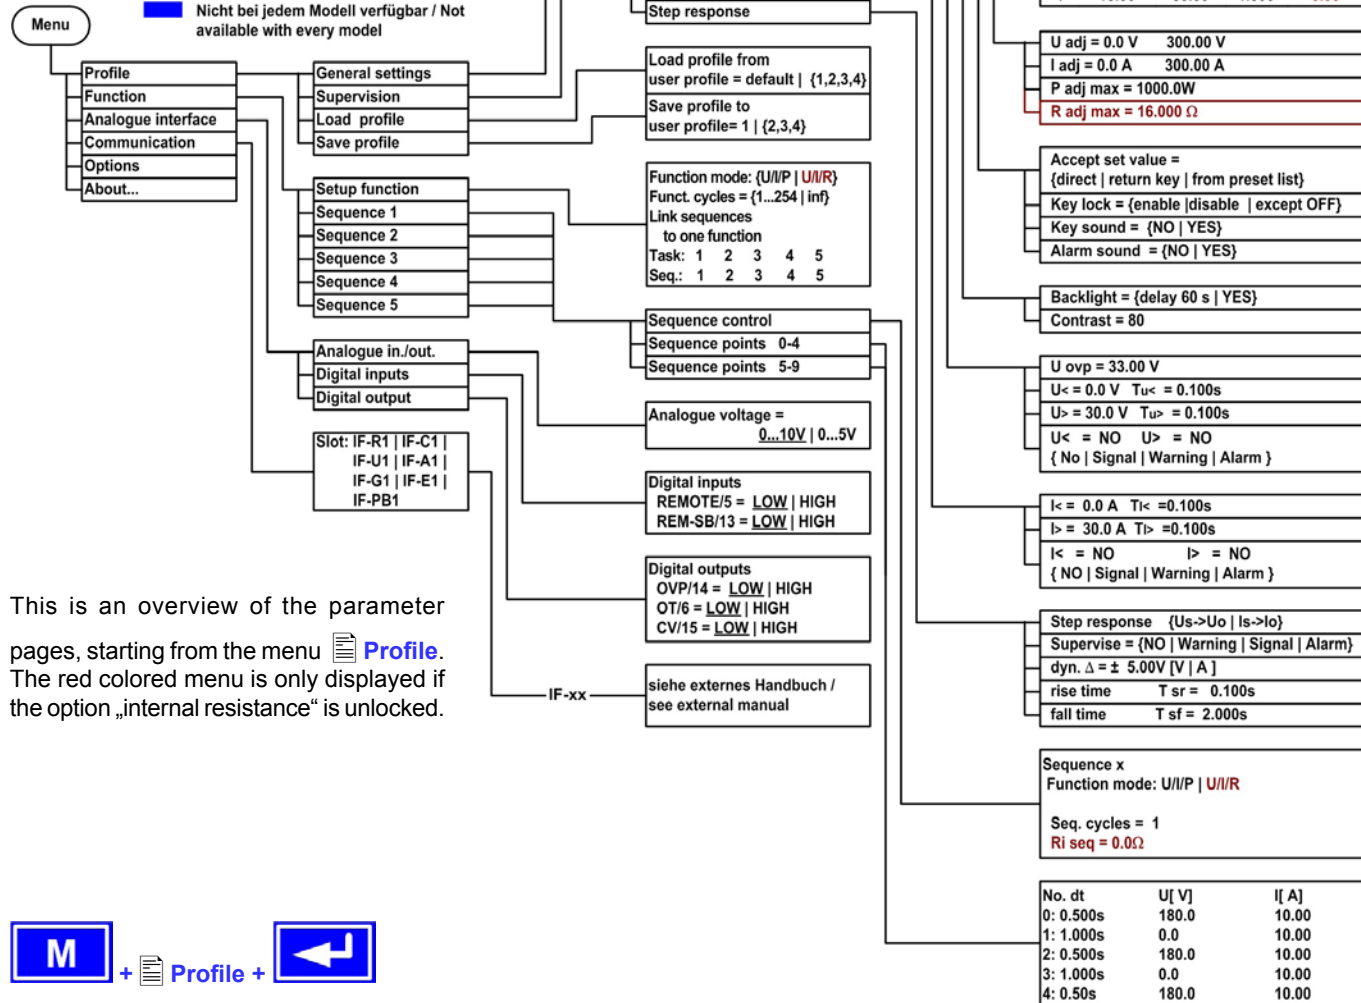 Menu
Nicht bei jedem Modell verfügbar / Not
available with every model
Profile
Function
Analogue interface
Communication
Options
About...
General settings
Supervision
Load profile
Save profile
Setup function
Sequence 1
Sequence 2
Sequence 3
Sequence 4
Sequence 5
Analogue in./out.
Digital inputs
Digital output
Slot: IF-R1 | IF-C1 |
IF-U1 | IF-A1 |
IF-G1 | IF-E1 |
IF-PB1
Step response
Load profile from
user profile = default | {1,2,3,4}
Save profile to
user profile= 1 | {2,3,4}
Function mode: {U/I/P | U/I/R}
Funct. cycles = {1...254 | inf}
Link sequences
to one function
Task: 1 2 3 4 5
Seq.: 1 2 3 4 5
Sequence control
Sequence points 0-4
Sequence points 5-9
Analogue voltage =
0...10V | 0...5V
Digital inputs
REMOTE/5 = LOW | HIGH
REM-SB/13 = LOW | HIGH
Digital outputs
OVP/14 = LOW | HIGH
OT/6 = LOW | HIGH
CV/15 = LOW | HIGH
IF-xx
siehe externes Handbuch /
see external manual
U adj = 0.0 V 300.00 V
I adj = 0.0 A 300.00 A
P adj max = 1000.0W
R adj max = 16.000 Ω
Accept set value =
{direct | return key | from preset list}
Key lock = {enable |disable | except OFF}
Key sound = {NO | YES}
Alarm sound = {NO | YES}
Backlight = {delay 60 s | YES}
Contrast = 80
U ovp = 33.00 V
U< = 0.0 V Tu< = 0.100s
U> = 30.0 V Tu> = 0.100s
U< = NO U> = NO
{ No | Signal | Warning | Alarm }
I< = 0.0 A TI< =0.100s
I> = 30.0 A TI> =0.100s
I< = NO I> = NO
{ NO | Signal | Warning | Alarm }
Step response {Us->Uo | Is->Io}
Supervise = {NO | Warning | Signal | Alarm}
dyn. Δ = ± 5.00V [V | A ]
rise time T sr = 0.100s
fall time T sf = 2.000s
Sequence x
Function mode: U/I/P | U/I/R
Seq. cycles = 1
Ri seq = 0.0Ω
No. dt U[ V] I[ A]
0: 0.500s 180.0 10.00
1: 1.000s 0.0 10.00
2: 0.500s 180.0 10.00
3: 1.000s 0.0 10.00
4: 0.50s 180.0 10.00
This is an overview of the parameter
pages, starting from the menu Profile.
The red colored menu is only displayed if
the option „internal resistance“ is unlocked.
M + Profile +